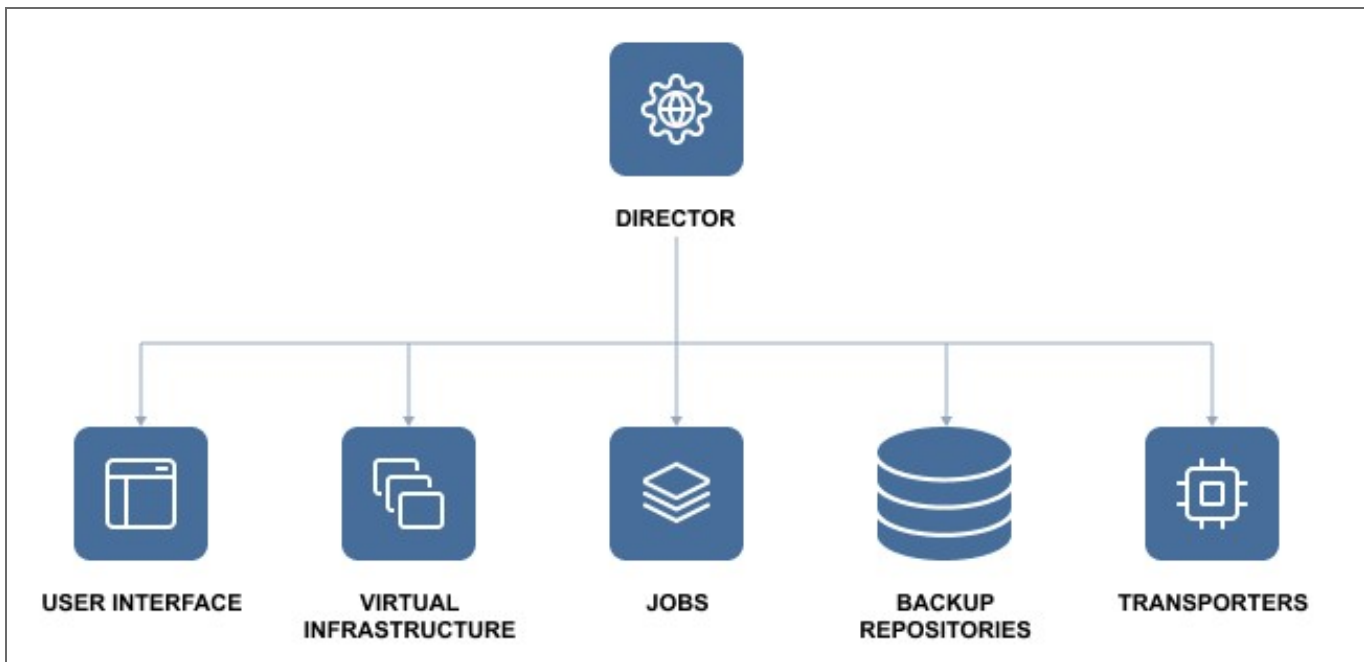 DIRECTOR
USER INTERFACE
VIRTUAL
INFRASTRUCTURE
JOBS
BACKUP
REPOSITORIES
TRANSPORTERS